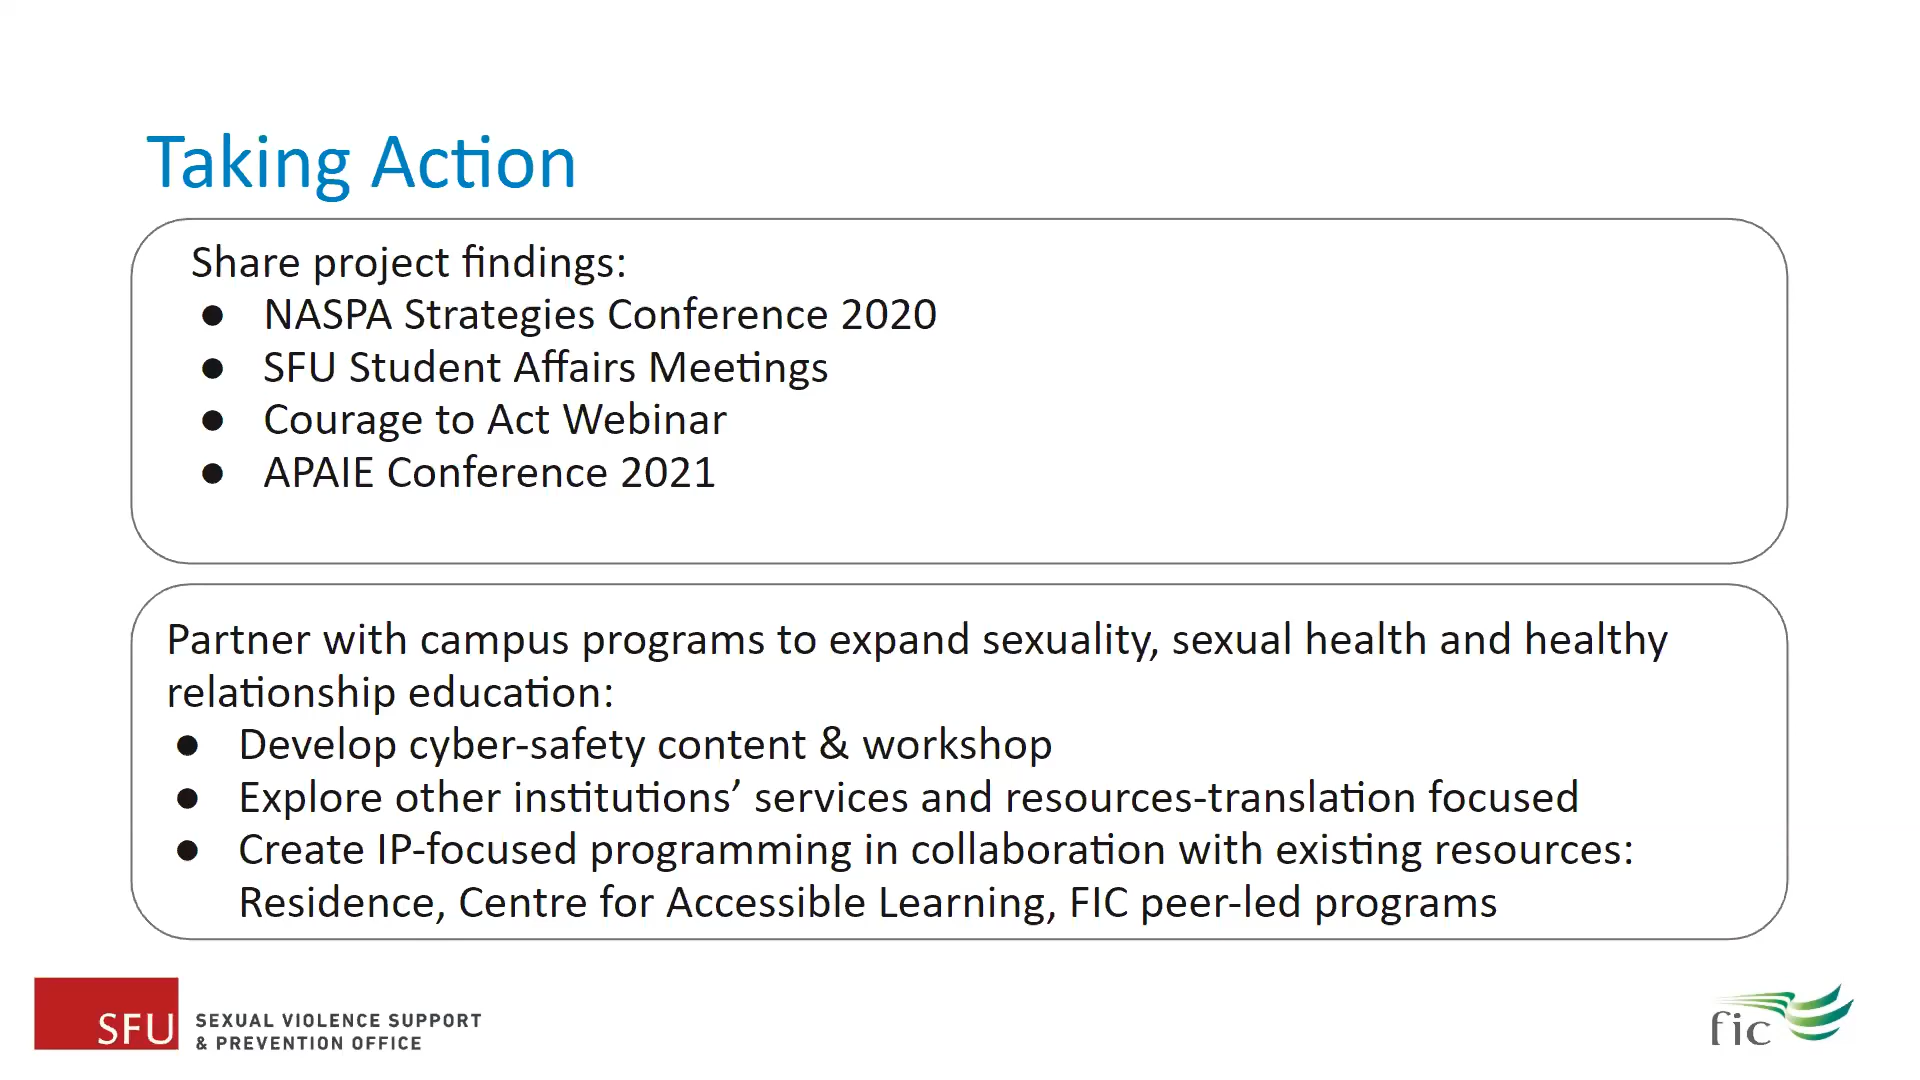 Taking Action
Share project findings:
● NASPA Strategies Conference 2020
● SFU Student Affairs Meetings
● Courage to Act Webinar
● APAIE Conference 2021
Partner with campus programs to expand sexuality, sexual health and healthy
relationship education:
● Develop cyber-safety content & workshop
● Explore other institutions’ services and resources-translation focused
● Create IP-focused programming in collaboration with existing resources:
Residence, Centre for Accessible Learning, FIC peer-led programs
SFU
SEXUAL VIOLENCE SUPPORT
& PREVENTION OFFICE
fic